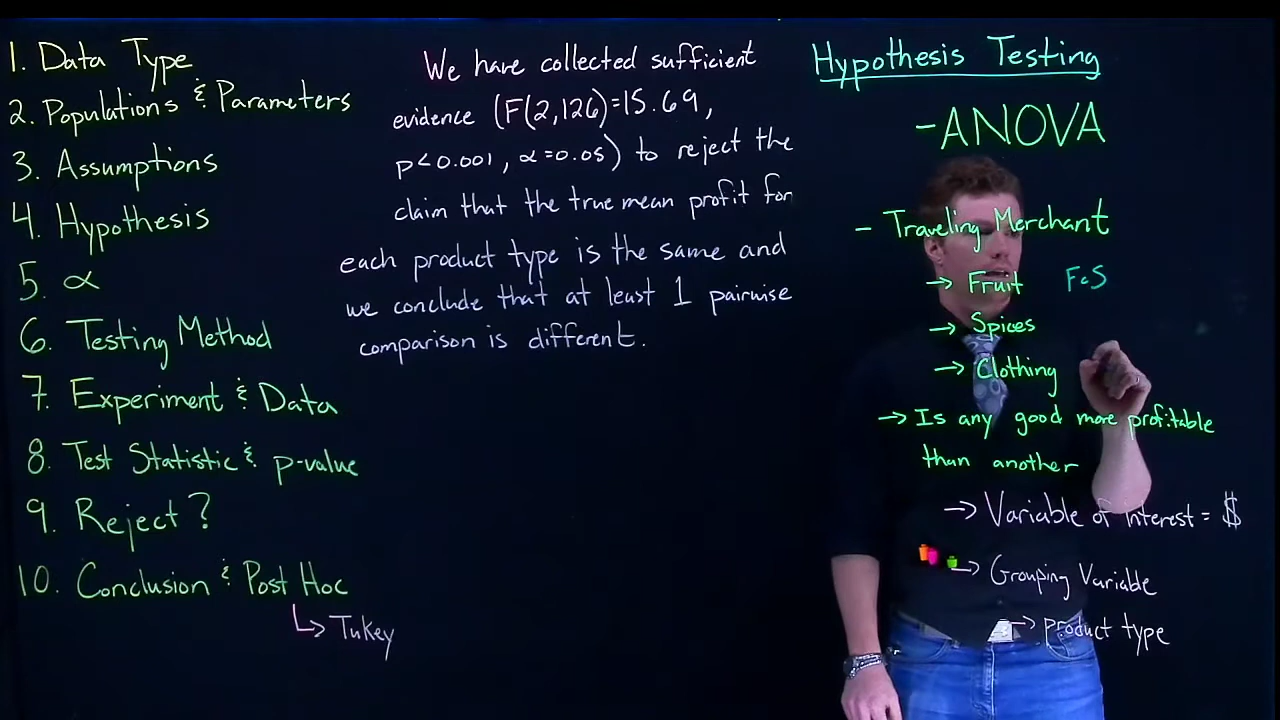 1. Data Type
2. Populations & Parameters
3. Assumptions
4. Hypothesis
5. α
6. Testing Method
7. Experiment & Data
8. Test Statistic & p-value
9. Reject?
10. Conclusion & Post Hoc
↳ Tukey
We have collected sufficient
evidence (F(2,126)=15.69,
p<0.001, α=0.05) to reject the
claim that the true mean profit for
each product type is the same and
we conclude that at least 1 pairwise
comparison is different.
Hypothesis Testing
-ANOVA
- Traveling Merchant
→ Fruit FcS
→ Spices
→ Clothing
→ Is any good more profitable
than another
→ Variable of interest = $
→ Grouping Variable
→ product type